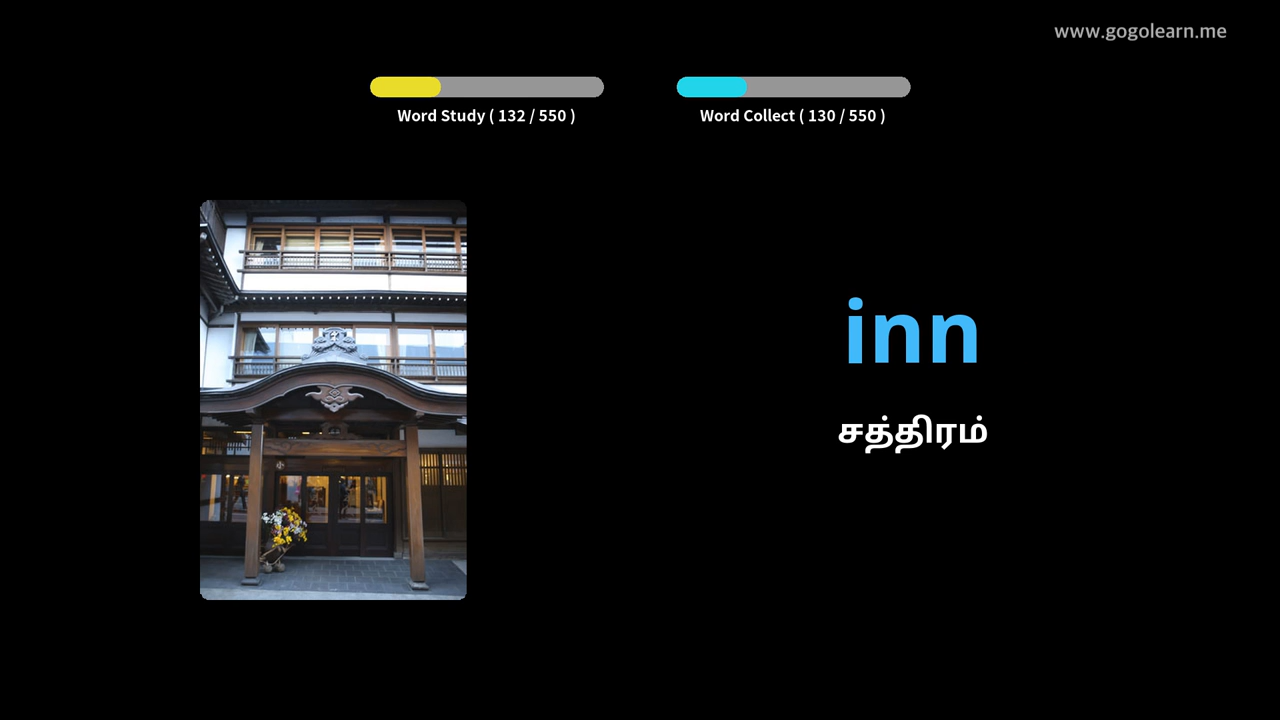 www.gogolearn.me
Word Study ( 132 / 550 )
Word Collect ( 130 / 550 )
inn
சத்திரம்